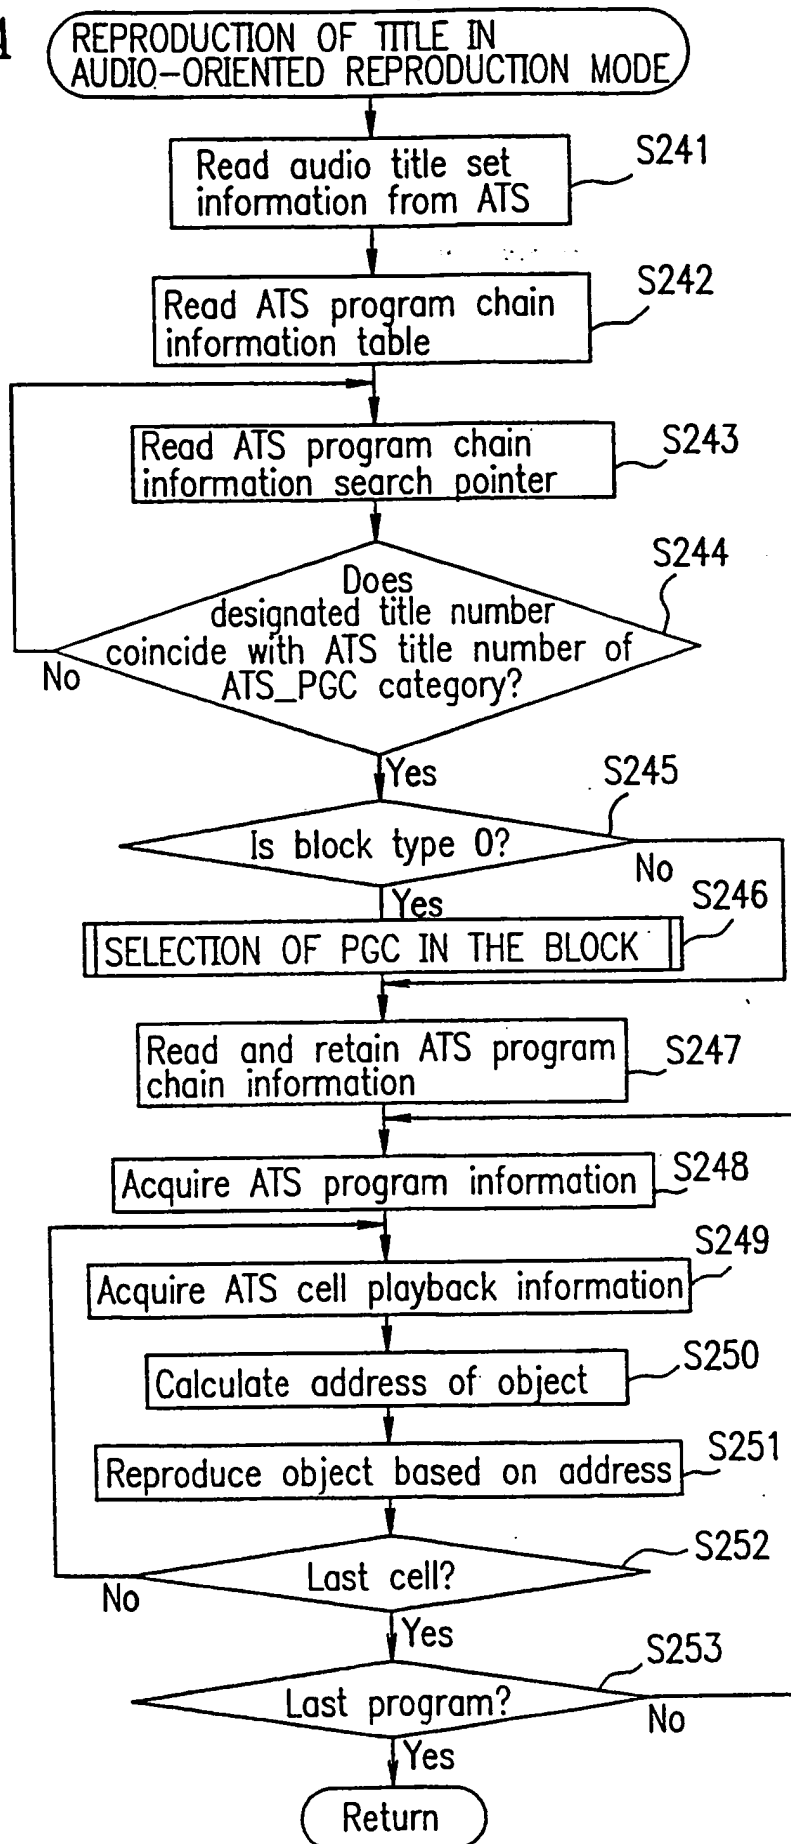 REPRODUCTION OF TITLE IN
AUDIO-ORIENTED REPRODUCTION MODE
Read audio title set
information from ATS
S241
Read ATS program chain
information table
S242
Read ATS program chain
information search pointer
S243
Does
designated title number
coincide with ATS title number of
ATS_PGC category?
S244
No
Yes
Is block type 0?
S245
No
Yes
SELECTION OF PGC IN THE BLOCK
S246
Read and retain ATS program
chain information
S247
Acquire ATS program information
S248
Acquire ATS cell playback information
S249
Calculate address of object
S250
Reproduce object based on address
S251
Last cell?
S252
No
Yes
Last program?
S253
No
Yes
Return